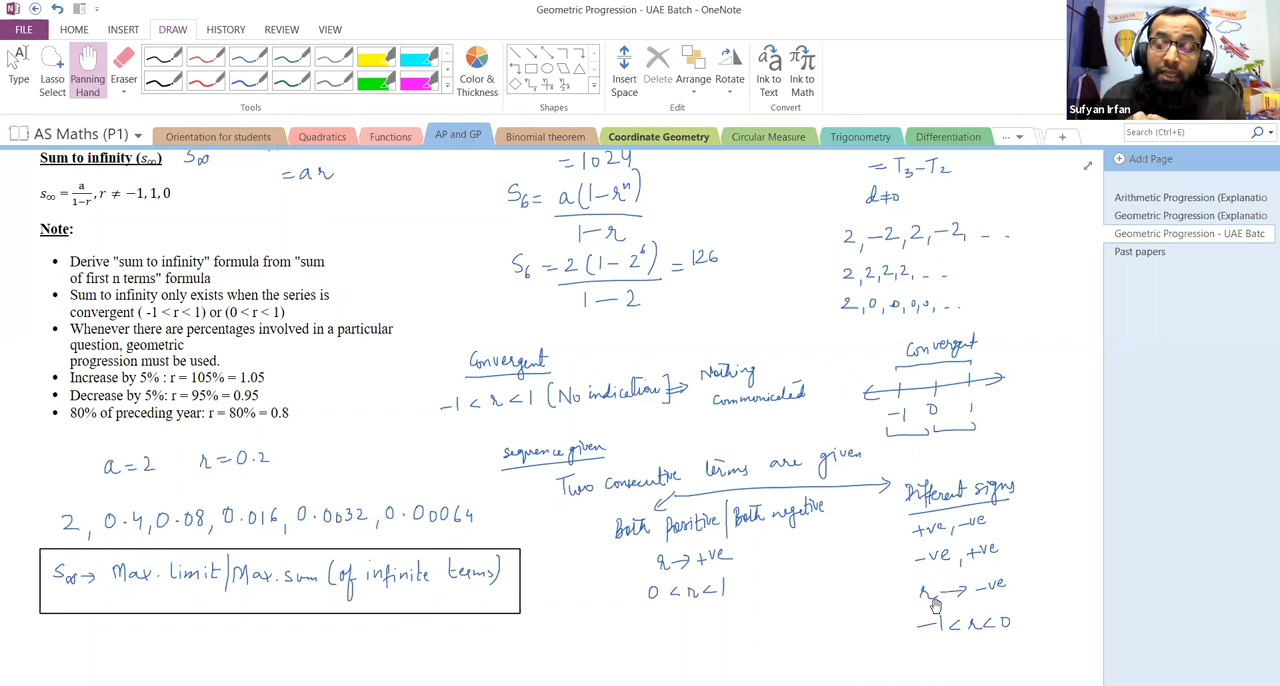 Geometric Progression - UAE Batch - OneNote
FILE HOME INSERT DRAW HISTORY REVIEW VIEW
Type
Lasso Select
Panning Hand
Eraser
Color & Thickness
Insert Space
Delete
Arrange
Rotate
Ink to Text
Ink to Math
Tools
Shapes
Edit
Convert
Sufyan Irfan
AS Maths (P1)
Orientation for students
Quadratics
Functions
AP and GP
Binomial theorem
Coordinate Geometry
Circular Measure
Trigonometry
Differentiation
Search (Ctrl+E)
Add Page
Arithmetic Progression (Explanatio
Geometric Progression (Explanatio
Geometric Progression - UAE Batc
Past papers
Sum to infinity (s∞)
s∞ = a/1−r, r ≠ −1, 1, 0
Note:
• Derive "sum to infinity" formula from "sum
of first n terms" formula
• Sum to infinity only exists when the series is
convergent ( -1 < r < 1) or (0 < r < 1)
• Whenever there are percentages involved in a particular
question, geometric
progression must be used.
• Increase by 5% : r = 105% = 1.05
• Decrease by 5%: r = 95% = 0.95
• 80% of preceding year: r = 80% = 0.8
S∞
= ar
a = 2 r = 0.2
2, 0.4, 0.08, 0.016, 0.0032, 0.00064
S∞ → Max. limit/Max. sum (of infinite terms)
= 1024
S6 = a(1−rⁿ)
1−r
S6 = 2(1−2⁶) = 126
1−2
= T3−T2
d≠0
2, −2, 2, −2, ...
2, 2, 2, 2, ...
2, 0, 0, 0, 0, ...
Convergent
−1 < r < 1 [No indication] ⇒ Nothing
communicated
Convergent
−1 0 1
sequence given
Two consecutive terms are given
Both positive/Both negative
r → +ve
0 < r < 1
Different signs
+ve, −ve
−ve, +ve
r → −ve
−1 < r < 0